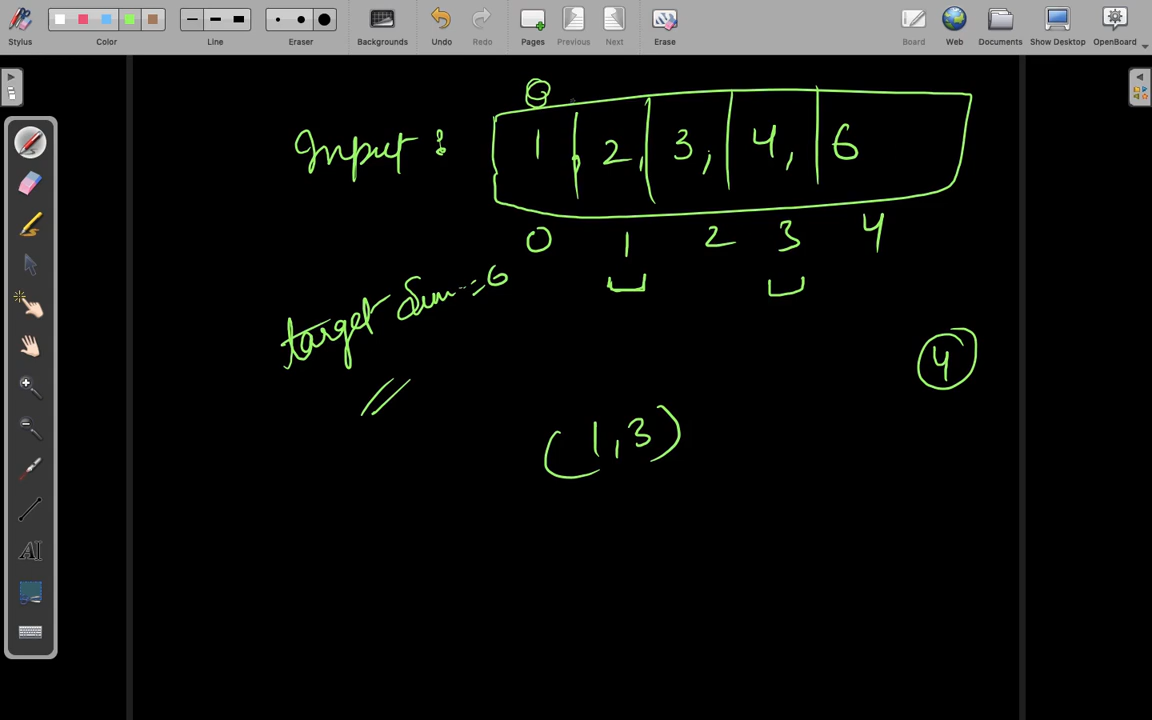 Stylus
Color
Line
Eraser
Backgrounds
Undo
Redo
Pages
Previous
Next
Erase
Board
Web
Documents
Show Desktop
OpenBoard
Input : 1, 2, 3, 4, 6
0 1 2 3 4
target Sum = 6
4
(1,3)